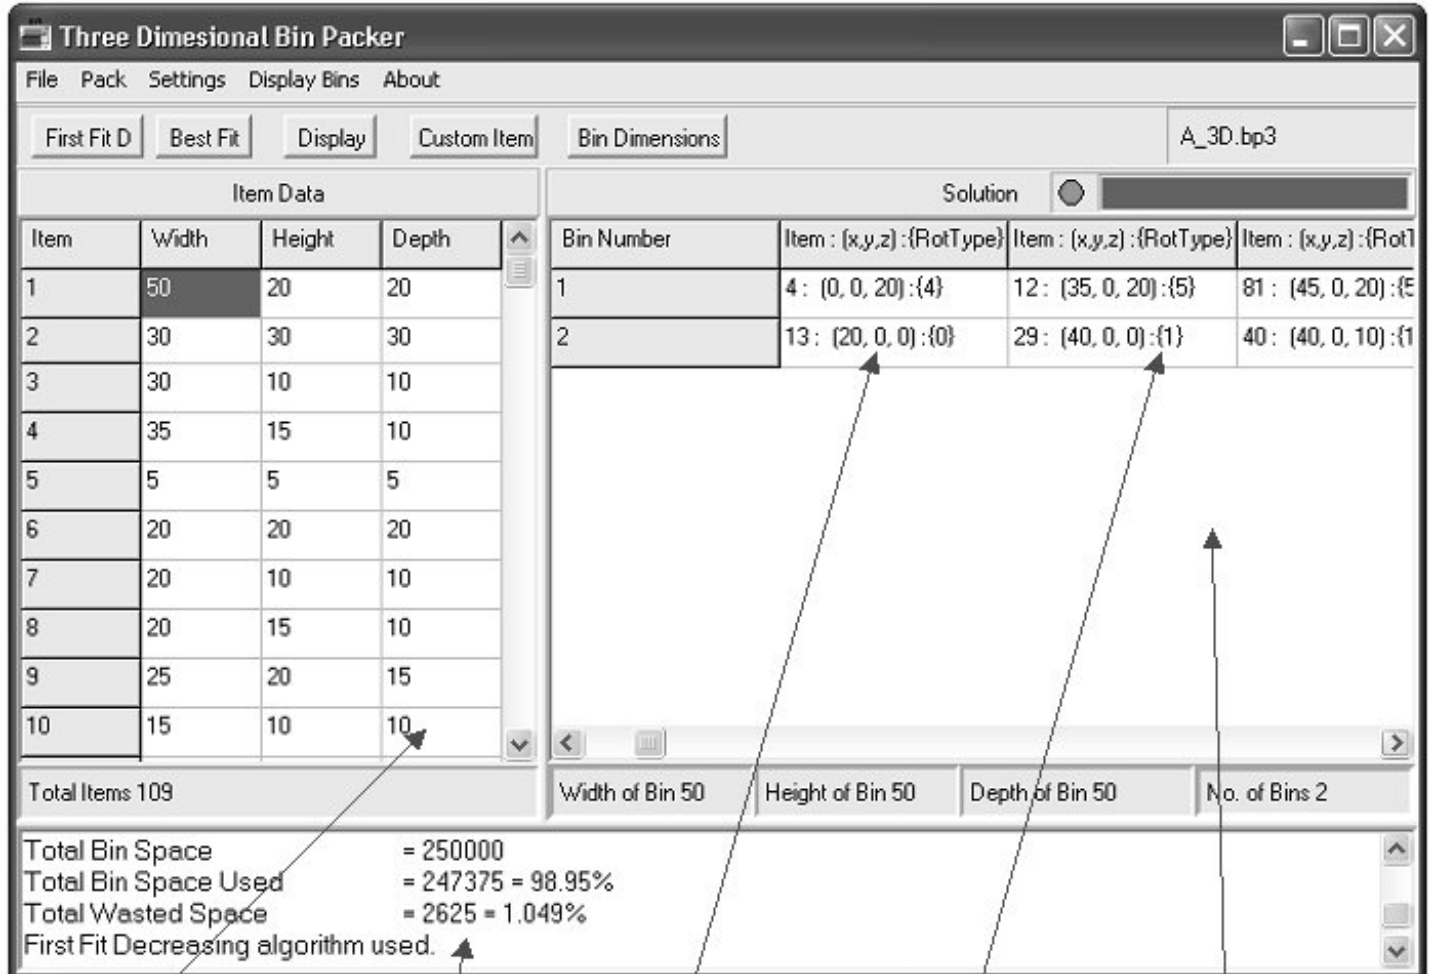 Three Dimesional Bin Packer
File Pack Settings Display Bins About
First Fit D Best Fit Display Custom Item Bin Dimensions A_3D.bp3
Item Data Solution
Item Width Height Depth Bin Number Item : (x,y,z) :{RotType} Item : (x,y,z) :{RotType} Item : (x,y,z) :{RotT
1 50 20 20 1 4 : (0, 0, 20) :{4} 12 : (35, 0, 20) :{5} 81 : (45, 0, 20) :{5
2 30 30 30 2 13 : (20, 0, 0) :{0} 29 : (40, 0, 0) :{1} 40 : (40, 0, 10) :{1
3 30 10 10
4 35 15 10
5 5 5 5
6 20 20 20
7 20 10 10
8 20 15 10
9 25 20 15
10 15 10 10
Total Items 109 Width of Bin 50 Height of Bin 50 Depth of Bin 50 No. of Bins 2
Total Bin Space = 250000
Total Bin Space Used = 247375 = 98.95%
Total Wasted Space = 2625 = 1.049%
First Fit Decreasing algorithm used.